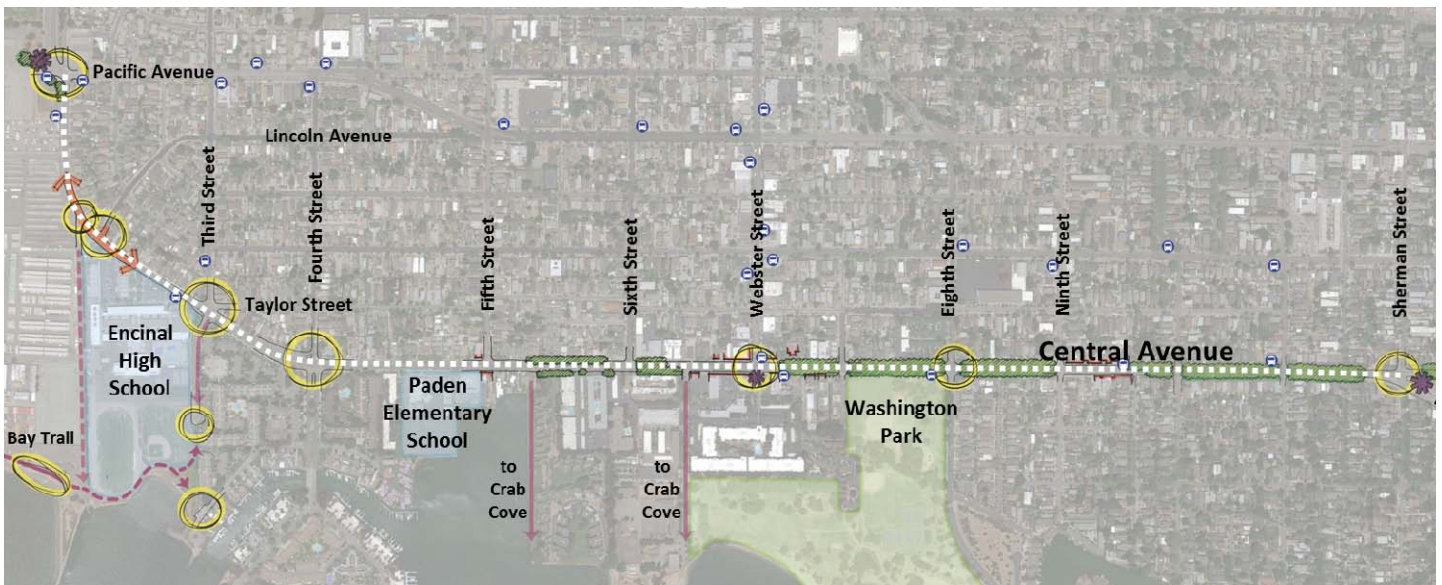 Pacific Avenue
Lincoln Avenue
Third Street
Fourth Street
Fifth Street
Sixth Street
Webster Street
Eighth Street
Ninth Street
Sherman Street
Taylor Street
Central Avenue
Encinal
High
School
Paden
Elementary
School
Washington
Park
Bay Trail
to
Crab
Cove
to
Crab
Cove